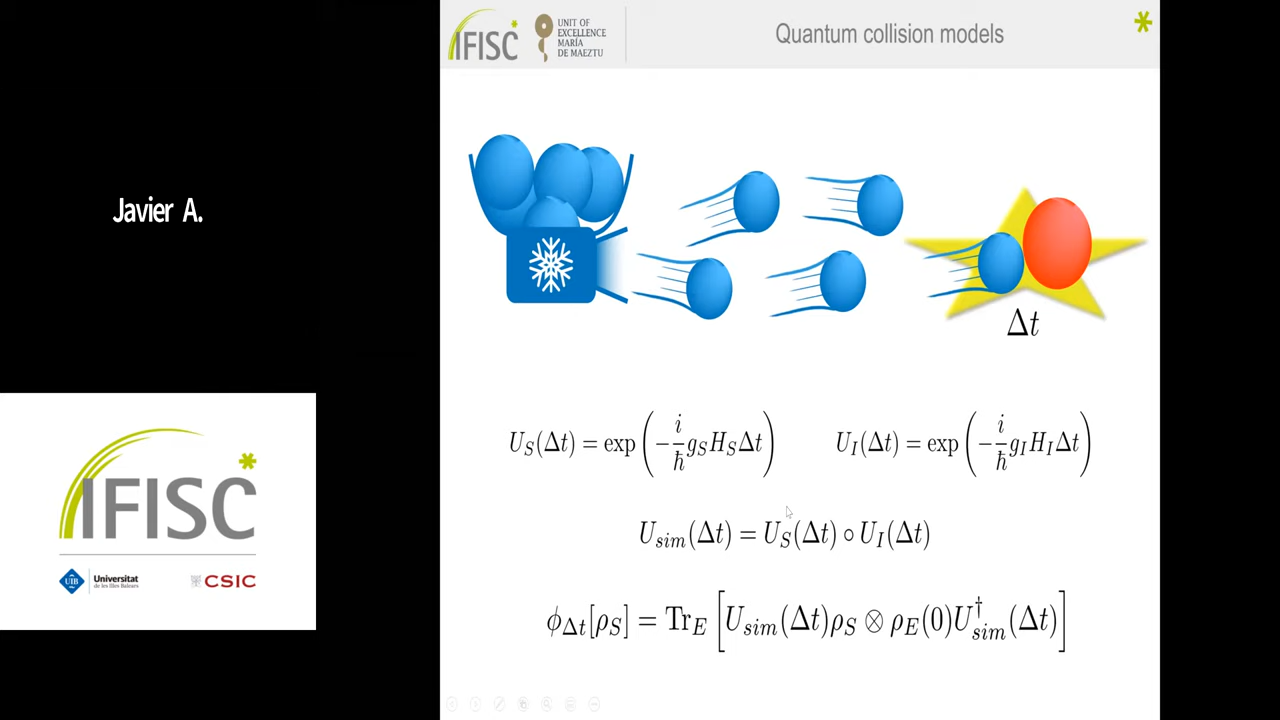 IFISC
UNIT OF
EXCELLENCE
MARÍA
DE MAEZTU
Quantum collision models
Javier A.
Δt
U_S(Δt) = exp(−i/ħ g_S H_S Δt)
U_I(Δt) = exp(−i/ħ g_I H_I Δt)
U_sim(Δt) = U_S(Δt) ∘ U_I(Δt)
ϕ_Δt[ρ_S] = Tr_E [U_sim(Δt)ρ_S ⊗ ρ_E(0)U†_sim(Δt)]
IFISC
UIB
Universitat
de les Illes Balears
CSIC